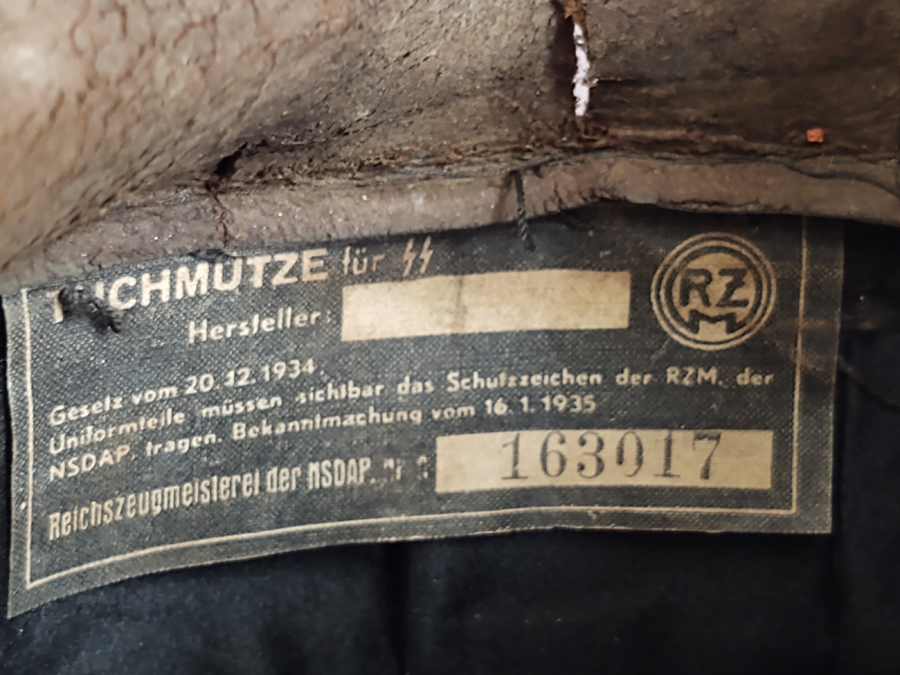 TUCHMÜTZE für ᛋᛋ
Hersteller:
RZM
Gesetz vom 20.12.1934.
Uniformteile müssen sichtbar das Schutzzeichen der RZM. der
NSDAP. tragen. Bekanntmachung vom 16.1.1935
Reichszeugmeisterei der NSDAP. 163017